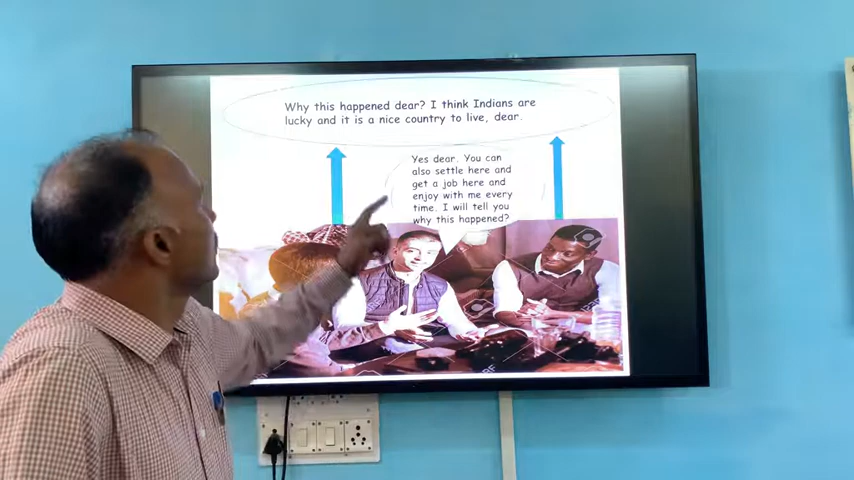 Why this happened dear? I think Indians are
lucky and it is a nice country to live, dear.
Yes dear. You can
also settle here and
get a job here and
enjoy with me every
time. I will tell you
why this happened?